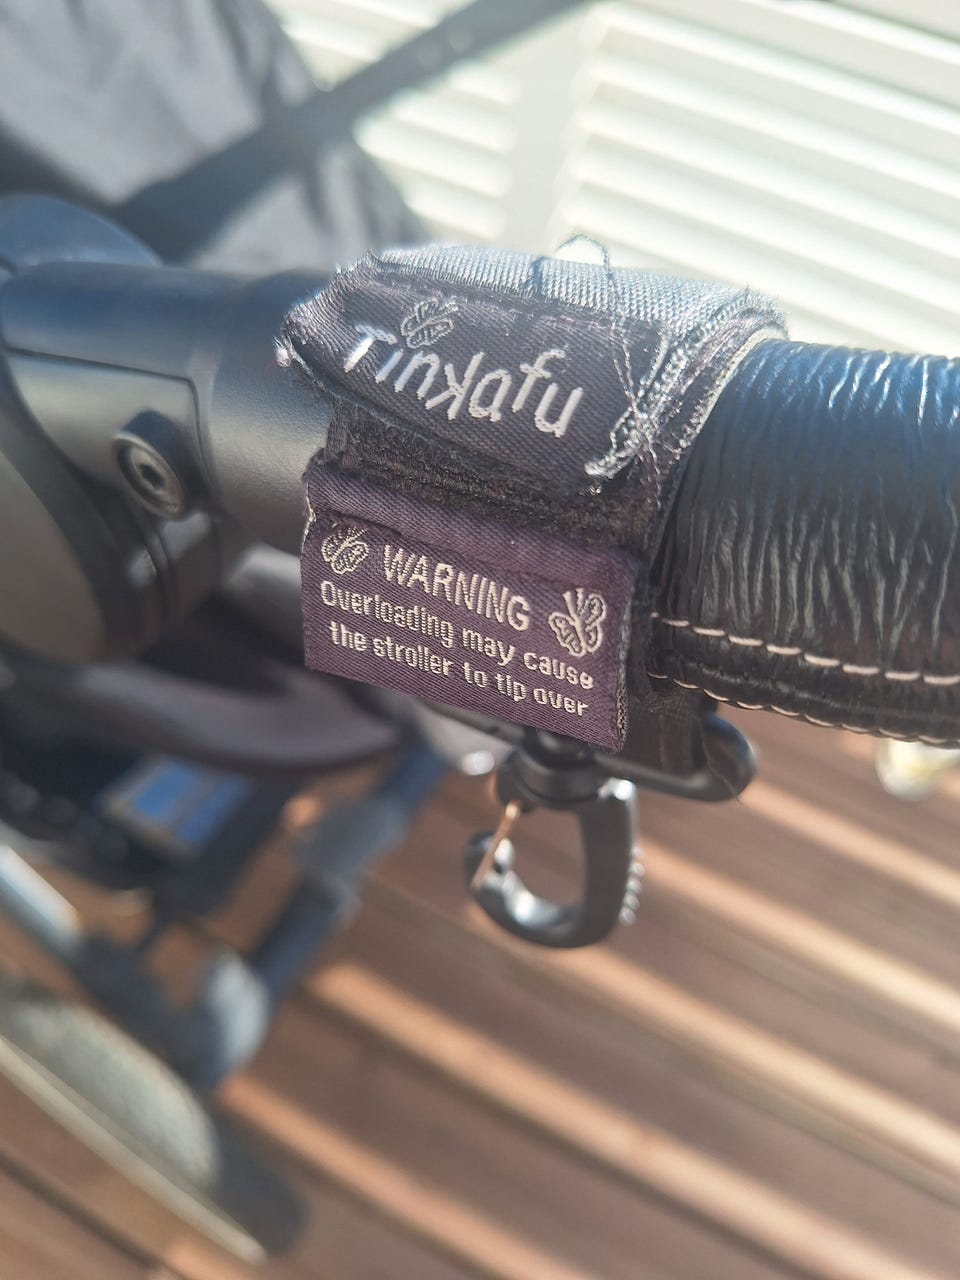 Tinkafu
WARNING
Overloading may cause
the stroller to tip over